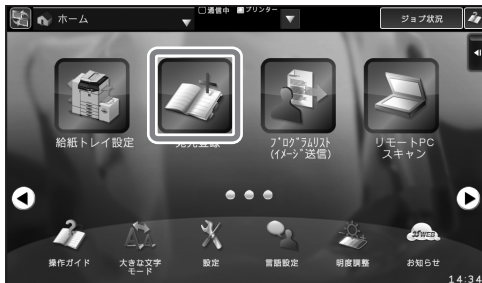 ホーム
□通信中 ■プリンター
ジョブ状況
給紙トレイ設定
宛先登録
プログラムリスト
(イメージ送信)
リモートPC
スキャン
操作ガイド
大きな文字
モード
設定
言語設定
明度調整
お知らせ
14:34